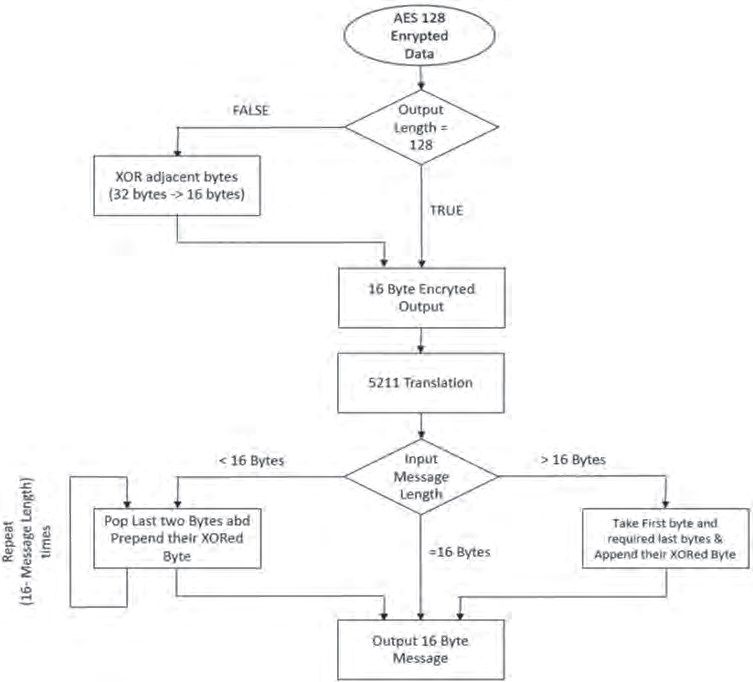 AES 128
Enrypted
Data
Output
Length =
128
FALSE
TRUE
XOR adjacent bytes
(32 bytes -> 16 bytes)
16 Byte Encryted
Output
5211 Translation
Input
Message
Length
< 16 Bytes
> 16 Bytes
=16 Bytes
Repeat
(16- Message Length)
times
Pop Last two Bytes abd
Prepend their XORed
Byte
Take First byte and
required last bytes &
Append their XORed Byte
Output 16 Byte
Message